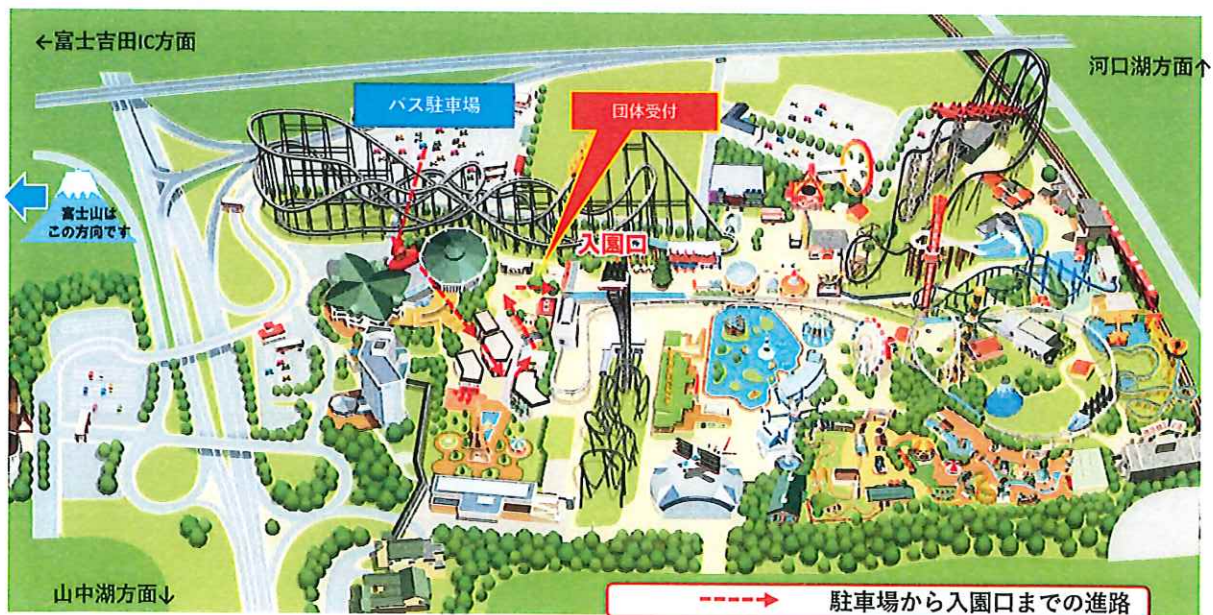 ←富士吉田IC方面
河口湖方面↑
バス駐車場
団体受付
富士山は
この方向です
入園口
山中湖方面↓
駐車場から入園口までの進路